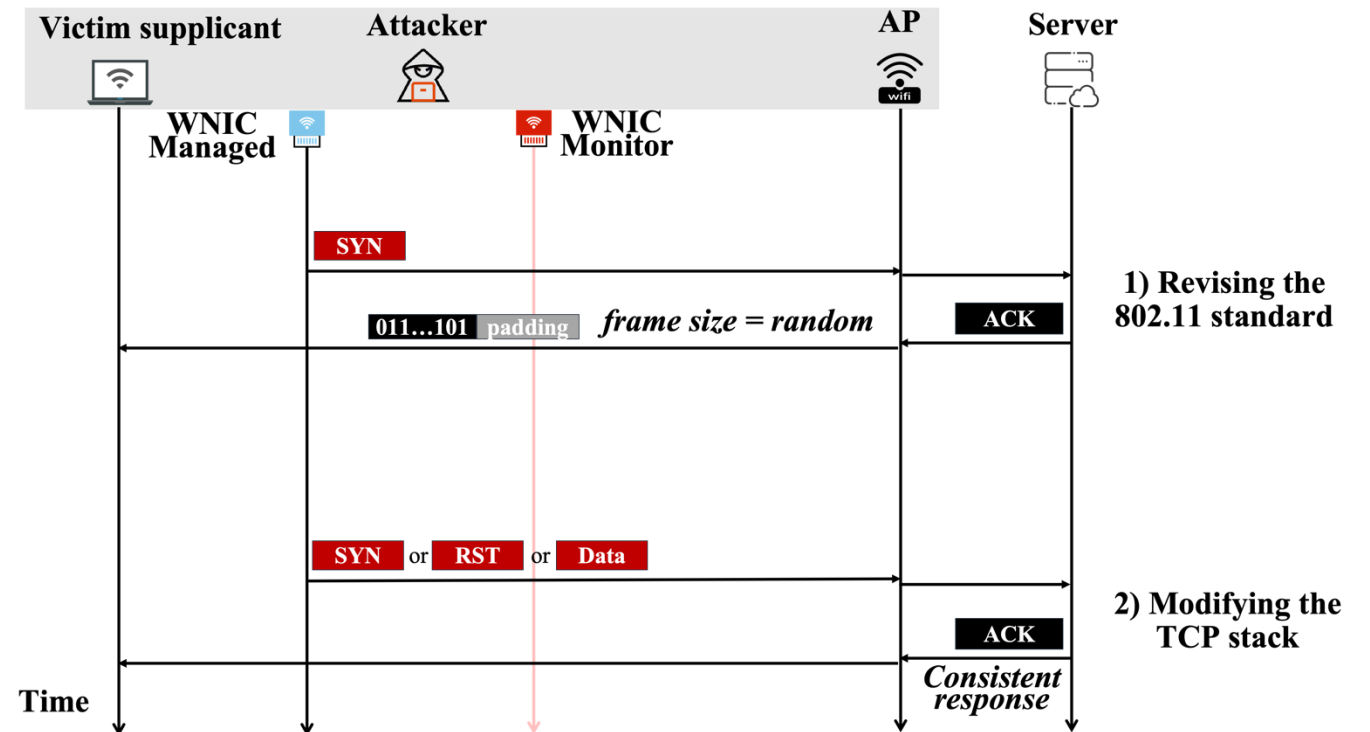 Victim supplicant
Attacker
AP
Server
wifi
WNIC
Managed
WNIC
Monitor
SYN
1) Revising the
802.11 standard
011...101 padding
frame size = random
ACK
SYN or RST or Data
2) Modifying the
TCP stack
ACK
Consistent
response
Time